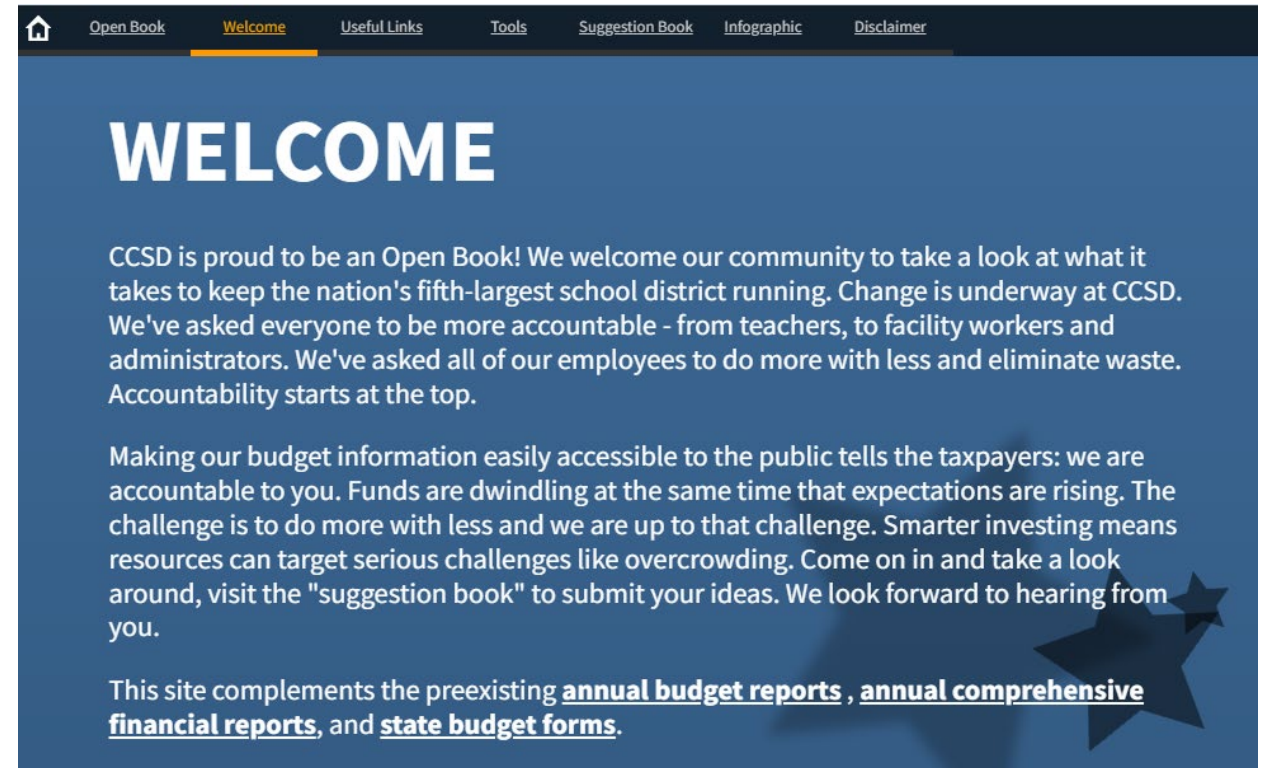 Open Book Welcome Useful Links Tools Suggestion Book Infographic Disclaimer
WELCOME
CCSD is proud to be an Open Book! We welcome our community to take a look at what it
takes to keep the nation's fifth-largest school district running. Change is underway at CCSD.
We've asked everyone to be more accountable - from teachers, to facility workers and
administrators. We've asked all of our employees to do more with less and eliminate waste.
Accountability starts at the top.
Making our budget information easily accessible to the public tells the taxpayers: we are
accountable to you. Funds are dwindling at the same time that expectations are rising. The
challenge is to do more with less and we are up to that challenge. Smarter investing means
resources can target serious challenges like overcrowding. Come on in and take a look
around, visit the "suggestion book" to submit your ideas. We look forward to hearing from
you.
This site complements the preexisting annual budget reports , annual comprehensive
financial reports, and state budget forms.